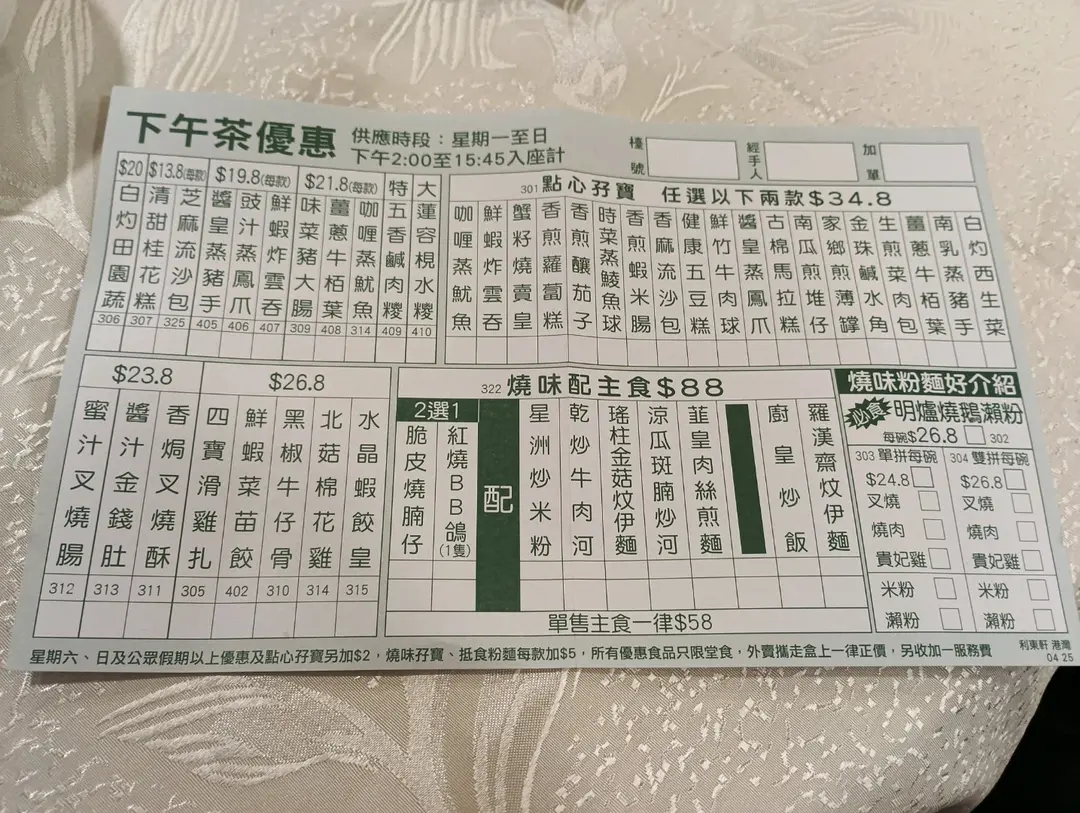 下午茶優惠
供應時段：星期一至日
下午2:00至15:45入座計
檯號
經手人
加單
$20
$13.8(每款)
$19.8(每款)
$21.8(每款)
特
大
白灼田園蔬
清甜桂花糕
芝麻流沙包
醬皇蒸豬手
豉汁蒸鳳爪
鮮蝦炸雲吞
味菜豬大腸
薑蔥牛栢葉
咖喱蒸魷魚
五香鹹肉糭
蓮容梘水糭
306 307 325 405 406 407 309 408 314 409 410
301 點心孖寶 任選以下兩款$34.8
咖喱蒸魷魚
鮮蝦炸雲吞
蟹籽燒賣皇
香煎蘿蔔糕
香煎釀茄子
時菜蒸鯪魚球
香煎蝦米腸
香麻流沙包
健康五豆糕
鮮竹牛肉球
醬皇蒸鳳爪
古棉馬拉糕
南瓜煎堆仔
家鄉煎薄罉
金珠鹹水角
生煎菜肉包
薑蔥牛栢葉
南乳蒸豬手
白灼西生菜
$23.8
$26.8
蜜汁叉燒腸
醬汁金錢肚
香焗叉燒酥
四寶滑雞扎
鮮蝦菜苗餃
黑椒牛仔骨
北菇棉花雞
水晶蝦餃皇
312 313 311 305 402 310 314 315
322 燒味配主食$88
2選1
脆皮燒腩仔
紅燒BB鴿(1隻)
配
星洲炒米粉
乾炒牛肉河
瑤柱金菇炆伊麵
涼瓜斑腩炒河
韮皇肉絲煎麵
廚皇炒飯
羅漢齋炆伊麵
單售主食一律$58
燒味粉麵好介紹
必食 明爐燒鵝瀨粉
每碗$26.8 302
303 單拼每碗 304 雙拼每碗
$24.8 $26.8
叉燒 叉燒
燒肉 燒肉
貴妃雞 貴妃雞
米粉 米粉
瀨粉 瀨粉
星期六、日及公眾假期以上優惠及點心孖寶另加$2，燒味孖寶、抵食粉麵每款加$5，所有優惠食品只限堂食，外賣攜走盒上一律正價，另收加一服務費
利東軒 港灣
04 25